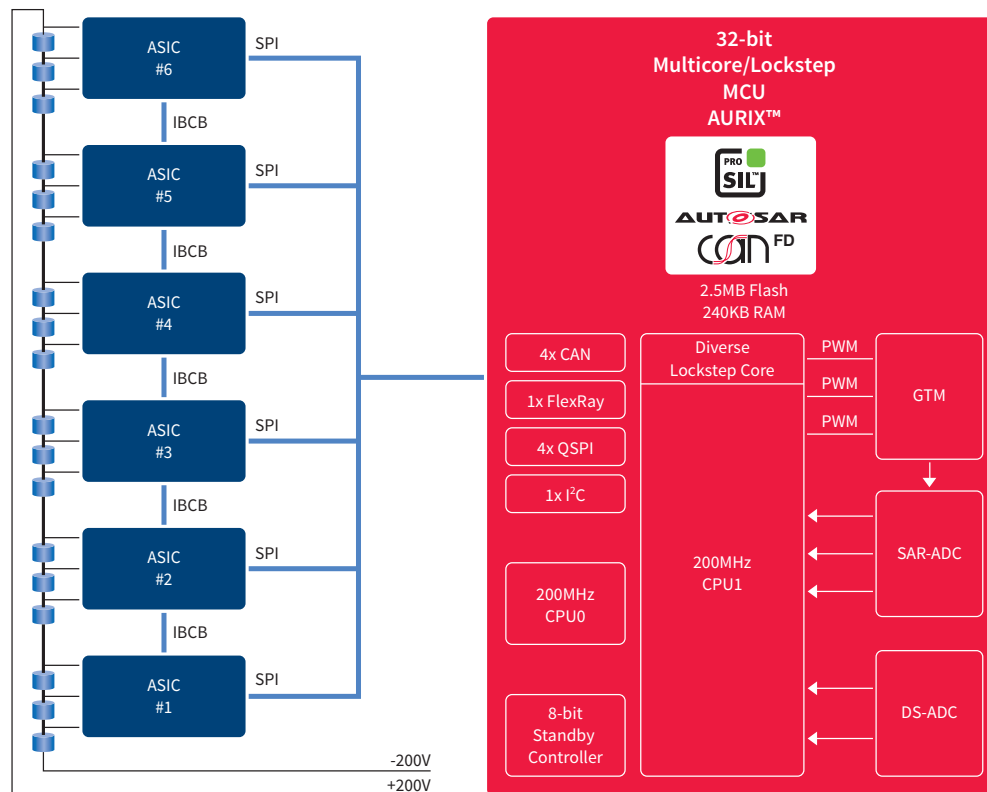 ASIC
#6
SPI
IBCB
ASIC
#5
SPI
IBCB
ASIC
#4
SPI
IBCB
ASIC
#3
SPI
IBCB
ASIC
#2
SPI
IBCB
ASIC
#1
SPI
-200V
+200V
32-bit
Multicore/Lockstep
MCU
AURIX™
PRO
SIL™
AUTOSAR
CAN FD
2.5MB Flash
240KB RAM
4x CAN
1x FlexRay
4x QSPI
1x I²C
200MHz
CPU0
8-bit
Standby
Controller
Diverse
Lockstep Core
200MHz
CPU1
PWM
PWM
PWM
GTM
SAR-ADC
DS-ADC